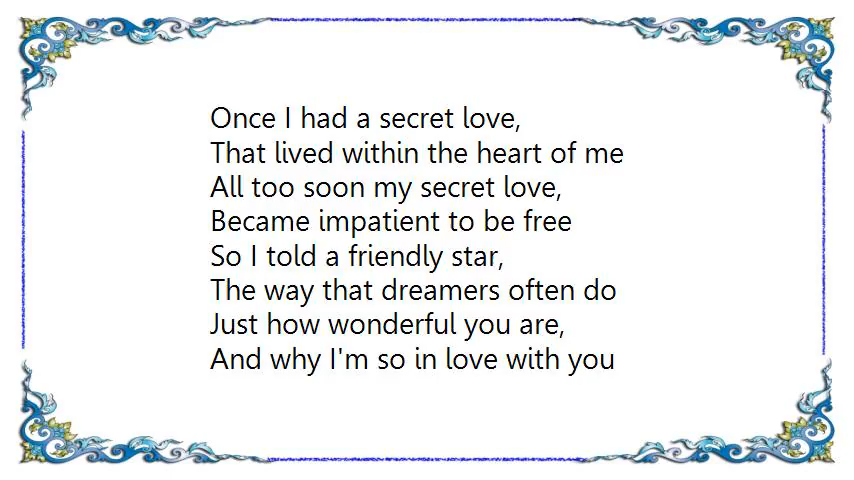 Once I had a secret love,
That lived within the heart of me
All too soon my secret love,
Became impatient to be free
So I told a friendly star,
The way that dreamers often do
Just how wonderful you are,
And why I'm so in love with you